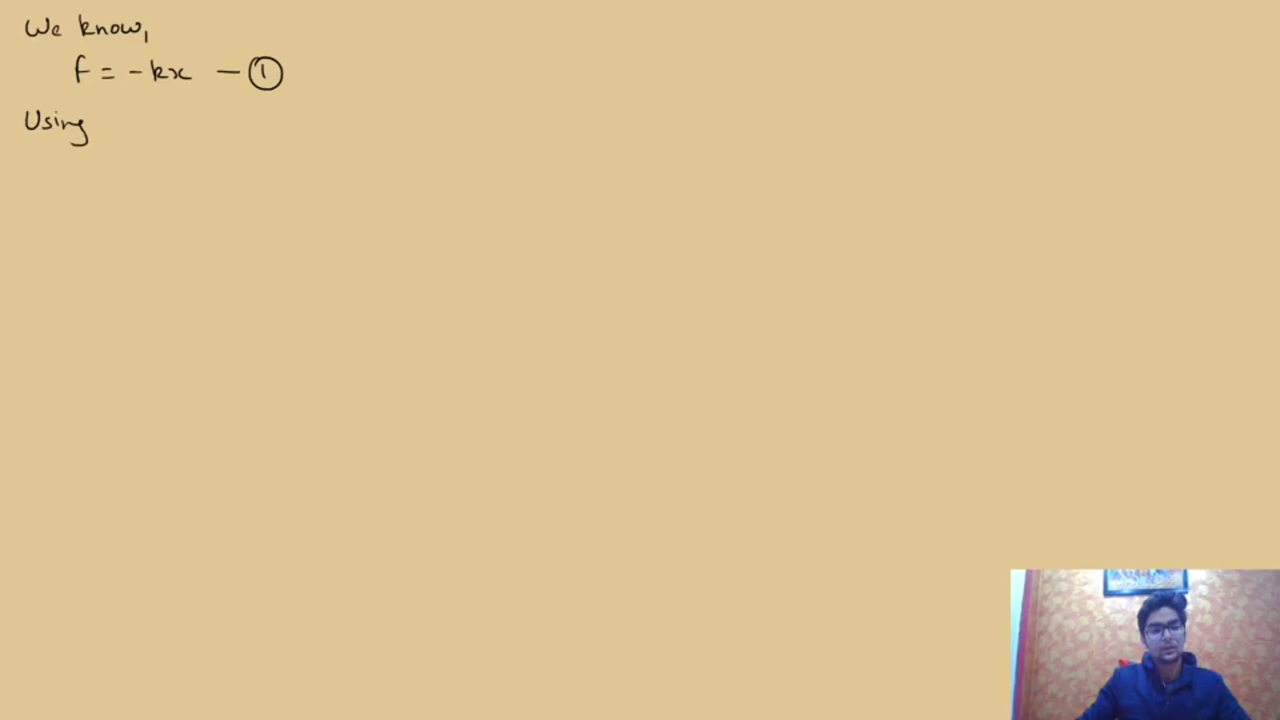 We know,
f = - kx — ①
Using